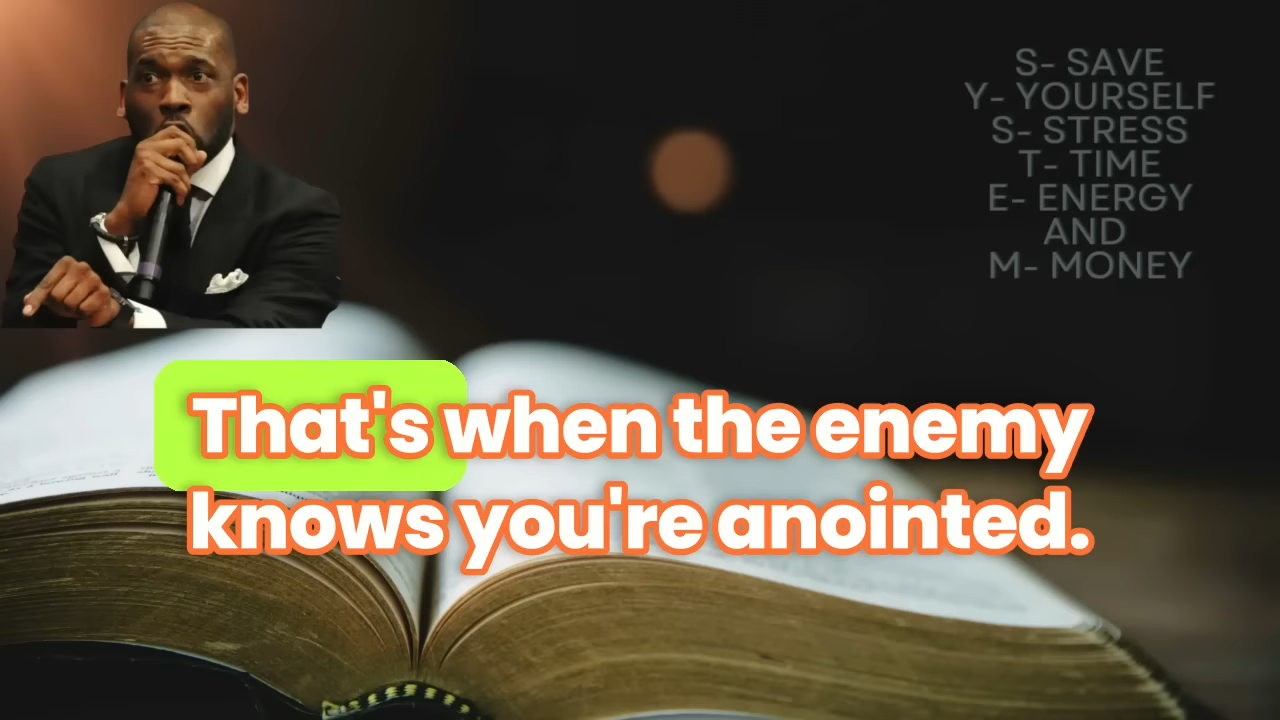 S- SAVE
Y- YOURSELF
S- STRESS
T- TIME
E- ENERGY
AND
M- MONEY
That's when the enemy
knows you're anointed.